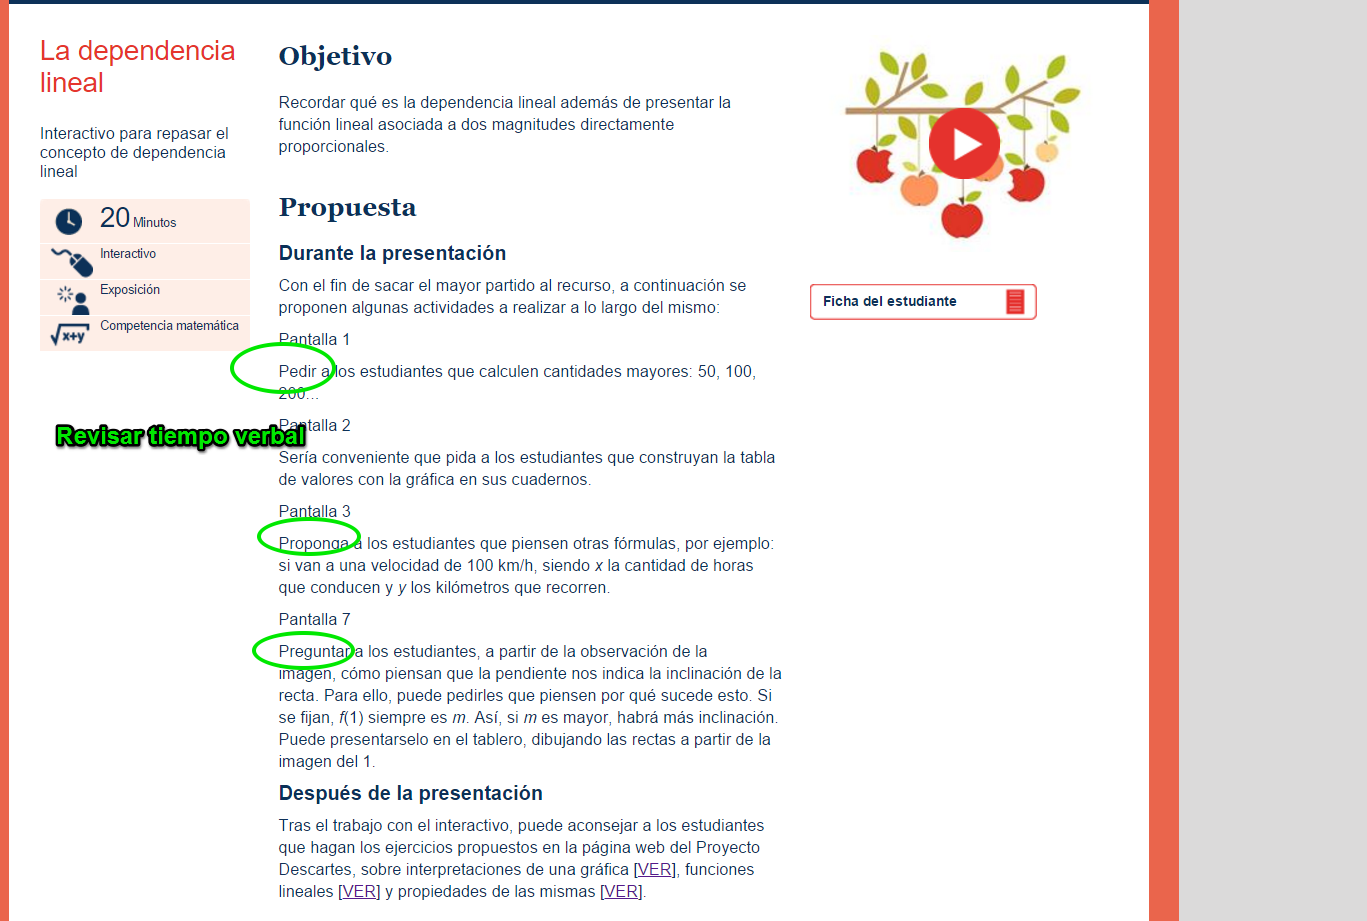 La dependencia
lineal
Interactivo para repasar el
concepto de dependencia
lineal
20 Minutos
Interactivo
Exposición
Competencia matemática
√x+y
Revisar tiempo verbal
Objetivo
Recordar qué es la dependencia lineal además de presentar la
función lineal asociada a dos magnitudes directamente
proporcionales.
Propuesta
Durante la presentación
Con el fin de sacar el mayor partido al recurso, a continuación se
proponen algunas actividades a realizar a lo largo del mismo:
Pantalla 1
Pedir a los estudiantes que calculen cantidades mayores: 50, 100,
200...
Pantalla 2
Sería conveniente que pida a los estudiantes que construyan la tabla
de valores con la gráfica en sus cuadernos.
Pantalla 3
Proponga a los estudiantes que piensen otras fórmulas, por ejemplo:
si van a una velocidad de 100 km/h, siendo x la cantidad de horas
que conducen y y los kilómetros que recorren.
Pantalla 7
Preguntar a los estudiantes, a partir de la observación de la
imagen, cómo piensan que la pendiente nos indica la inclinación de la
recta. Para ello, puede pedirles que piensen por qué sucede esto. Si
se fijan, f(1) siempre es m. Así, si m es mayor, habrá más inclinación.
Puede presentarselo en el tablero, dibujando las rectas a partir de la
imagen del 1.
Después de la presentación
Tras el trabajo con el interactivo, puede aconsejar a los estudiantes
que hagan los ejercicios propuestos en la página web del Proyecto
Descartes, sobre interpretaciones de una gráfica [VER], funciones
lineales [VER] y propiedades de las mismas [VER].
Ficha del estudiante